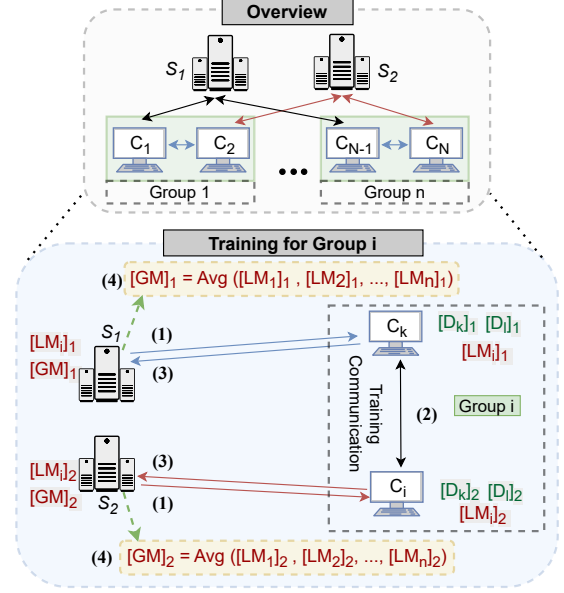 Overview
S1
S2
C1
C2
CN-1
CN
Group 1
Group n
Training for Group i
(4) [GM]1 = Avg ([LM1]1 , [LM2]1, ..., [LMn]1)
S1
(1)
(3)
[LMi]1
[GM]1
Ck
[Dk]1 [Dl]1
[LMi]1
Training
Communication
(2)
Group i
(3)
(1)
[LMi]2
[GM]2
S2
Ci
[Dk]2 [Dl]2
[LMi]2
(4) [GM]2 = Avg ([LM1]2 , [LM2]2, ..., [LMn]2)